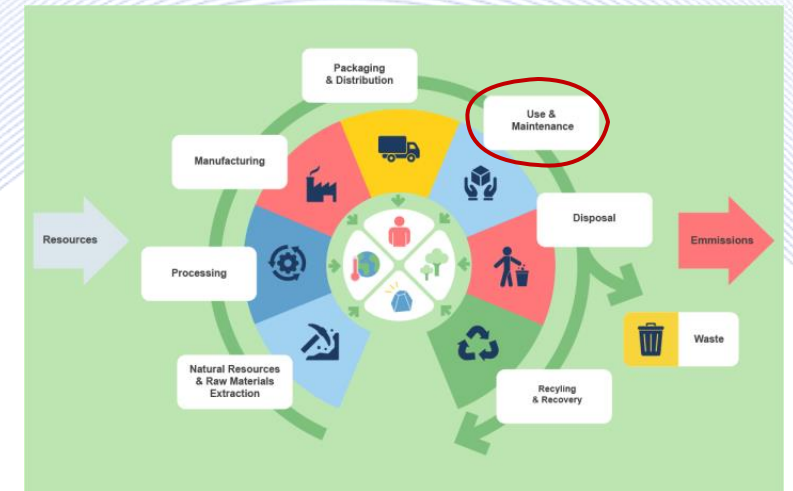 Packaging
& Distribution
Use &
Maintenance
Manufacturing
Disposal
Resources
Emmissions
Processing
Waste
Natural Resources
& Raw Materials
Extraction
Recyling
& Recovery